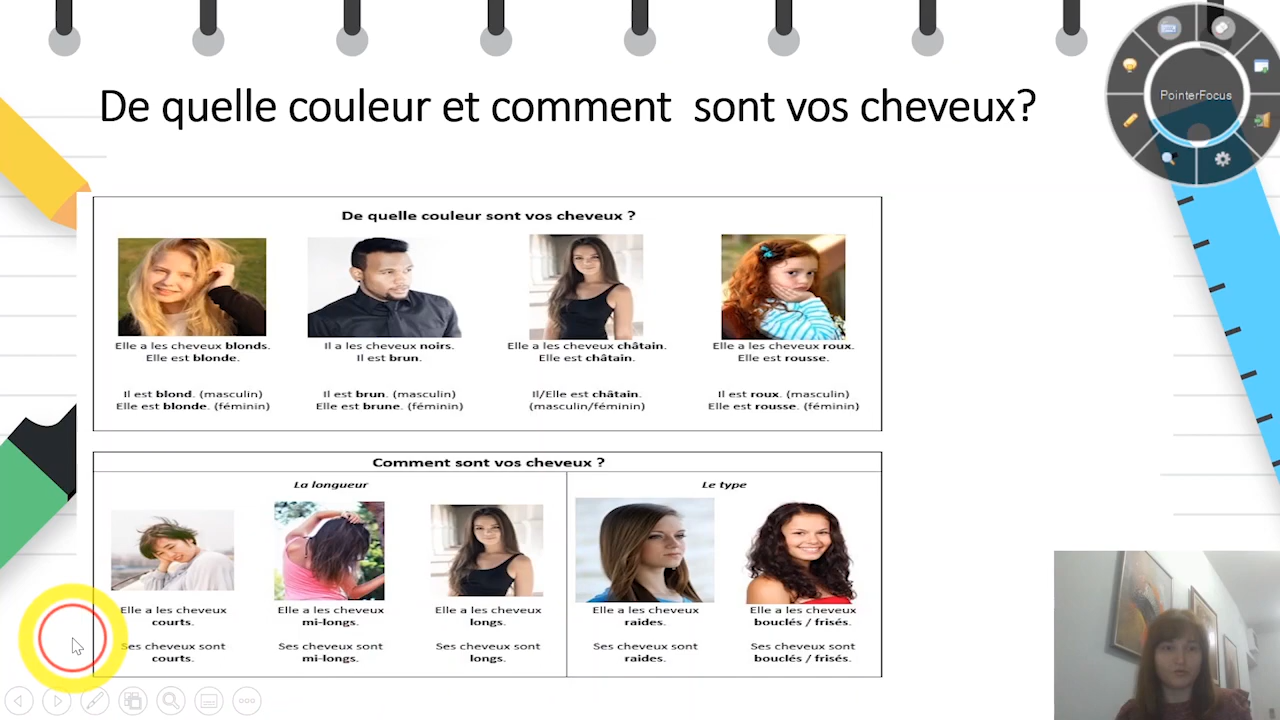 De quelle couleur et comment sont vos cheveux?
PointerFocus
De quelle couleur sont vos cheveux ?
Elle a les cheveux blonds.
Elle est blonde.
Il est blond. (masculin)
Elle est blonde. (féminin)
Il a les cheveux noirs.
Il est brun.
Il est brun. (masculin)
Elle est brune. (féminin)
Elle a les cheveux châtain.
Elle est châtain.
Il/Elle est châtain.
(masculin/féminin)
Elle a les cheveux roux.
Elle est rousse.
Il est roux. (masculin)
Elle est rousse. (féminin)
Comment sont vos cheveux ?
La longueur
Elle a les cheveux
courts.
Ses cheveux sont
courts.
Elle a les cheveux
mi-longs.
Ses cheveux sont
mi-longs.
Elle a les cheveux
longs.
Ses cheveux sont
longs.
Le type
Elle a les cheveux
raides.
Ses cheveux sont
raides.
Elle a les cheveux
bouclés / frisés.
Ses cheveux sont
bouclés / frisés.